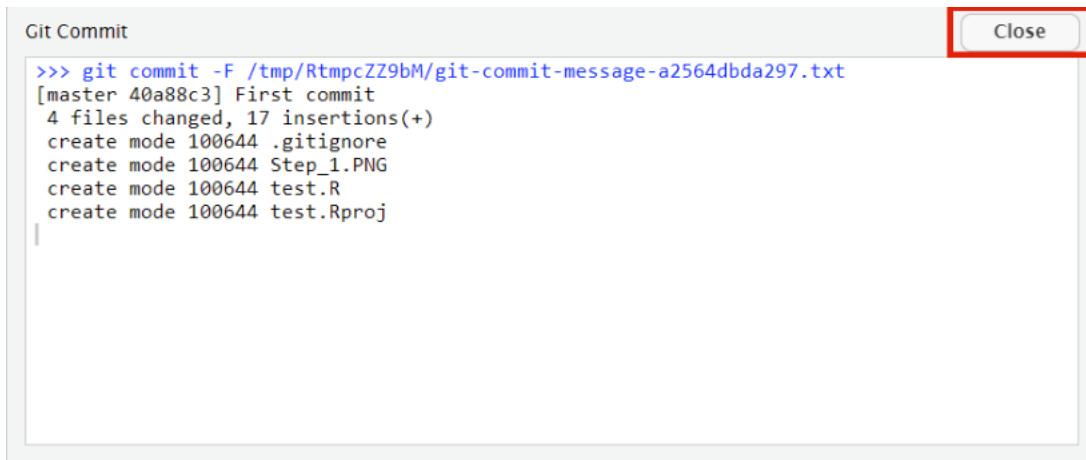 Git Commit
Close
>>> git commit -F /tmp/RtmpcZZ9bM/git-commit-message-a2564dbda297.txt
[master 40a88c3] First commit
 4 files changed, 17 insertions(+)
 create mode 100644 .gitignore
 create mode 100644 Step_1.PNG
 create mode 100644 test.R
 create mode 100644 test.Rproj